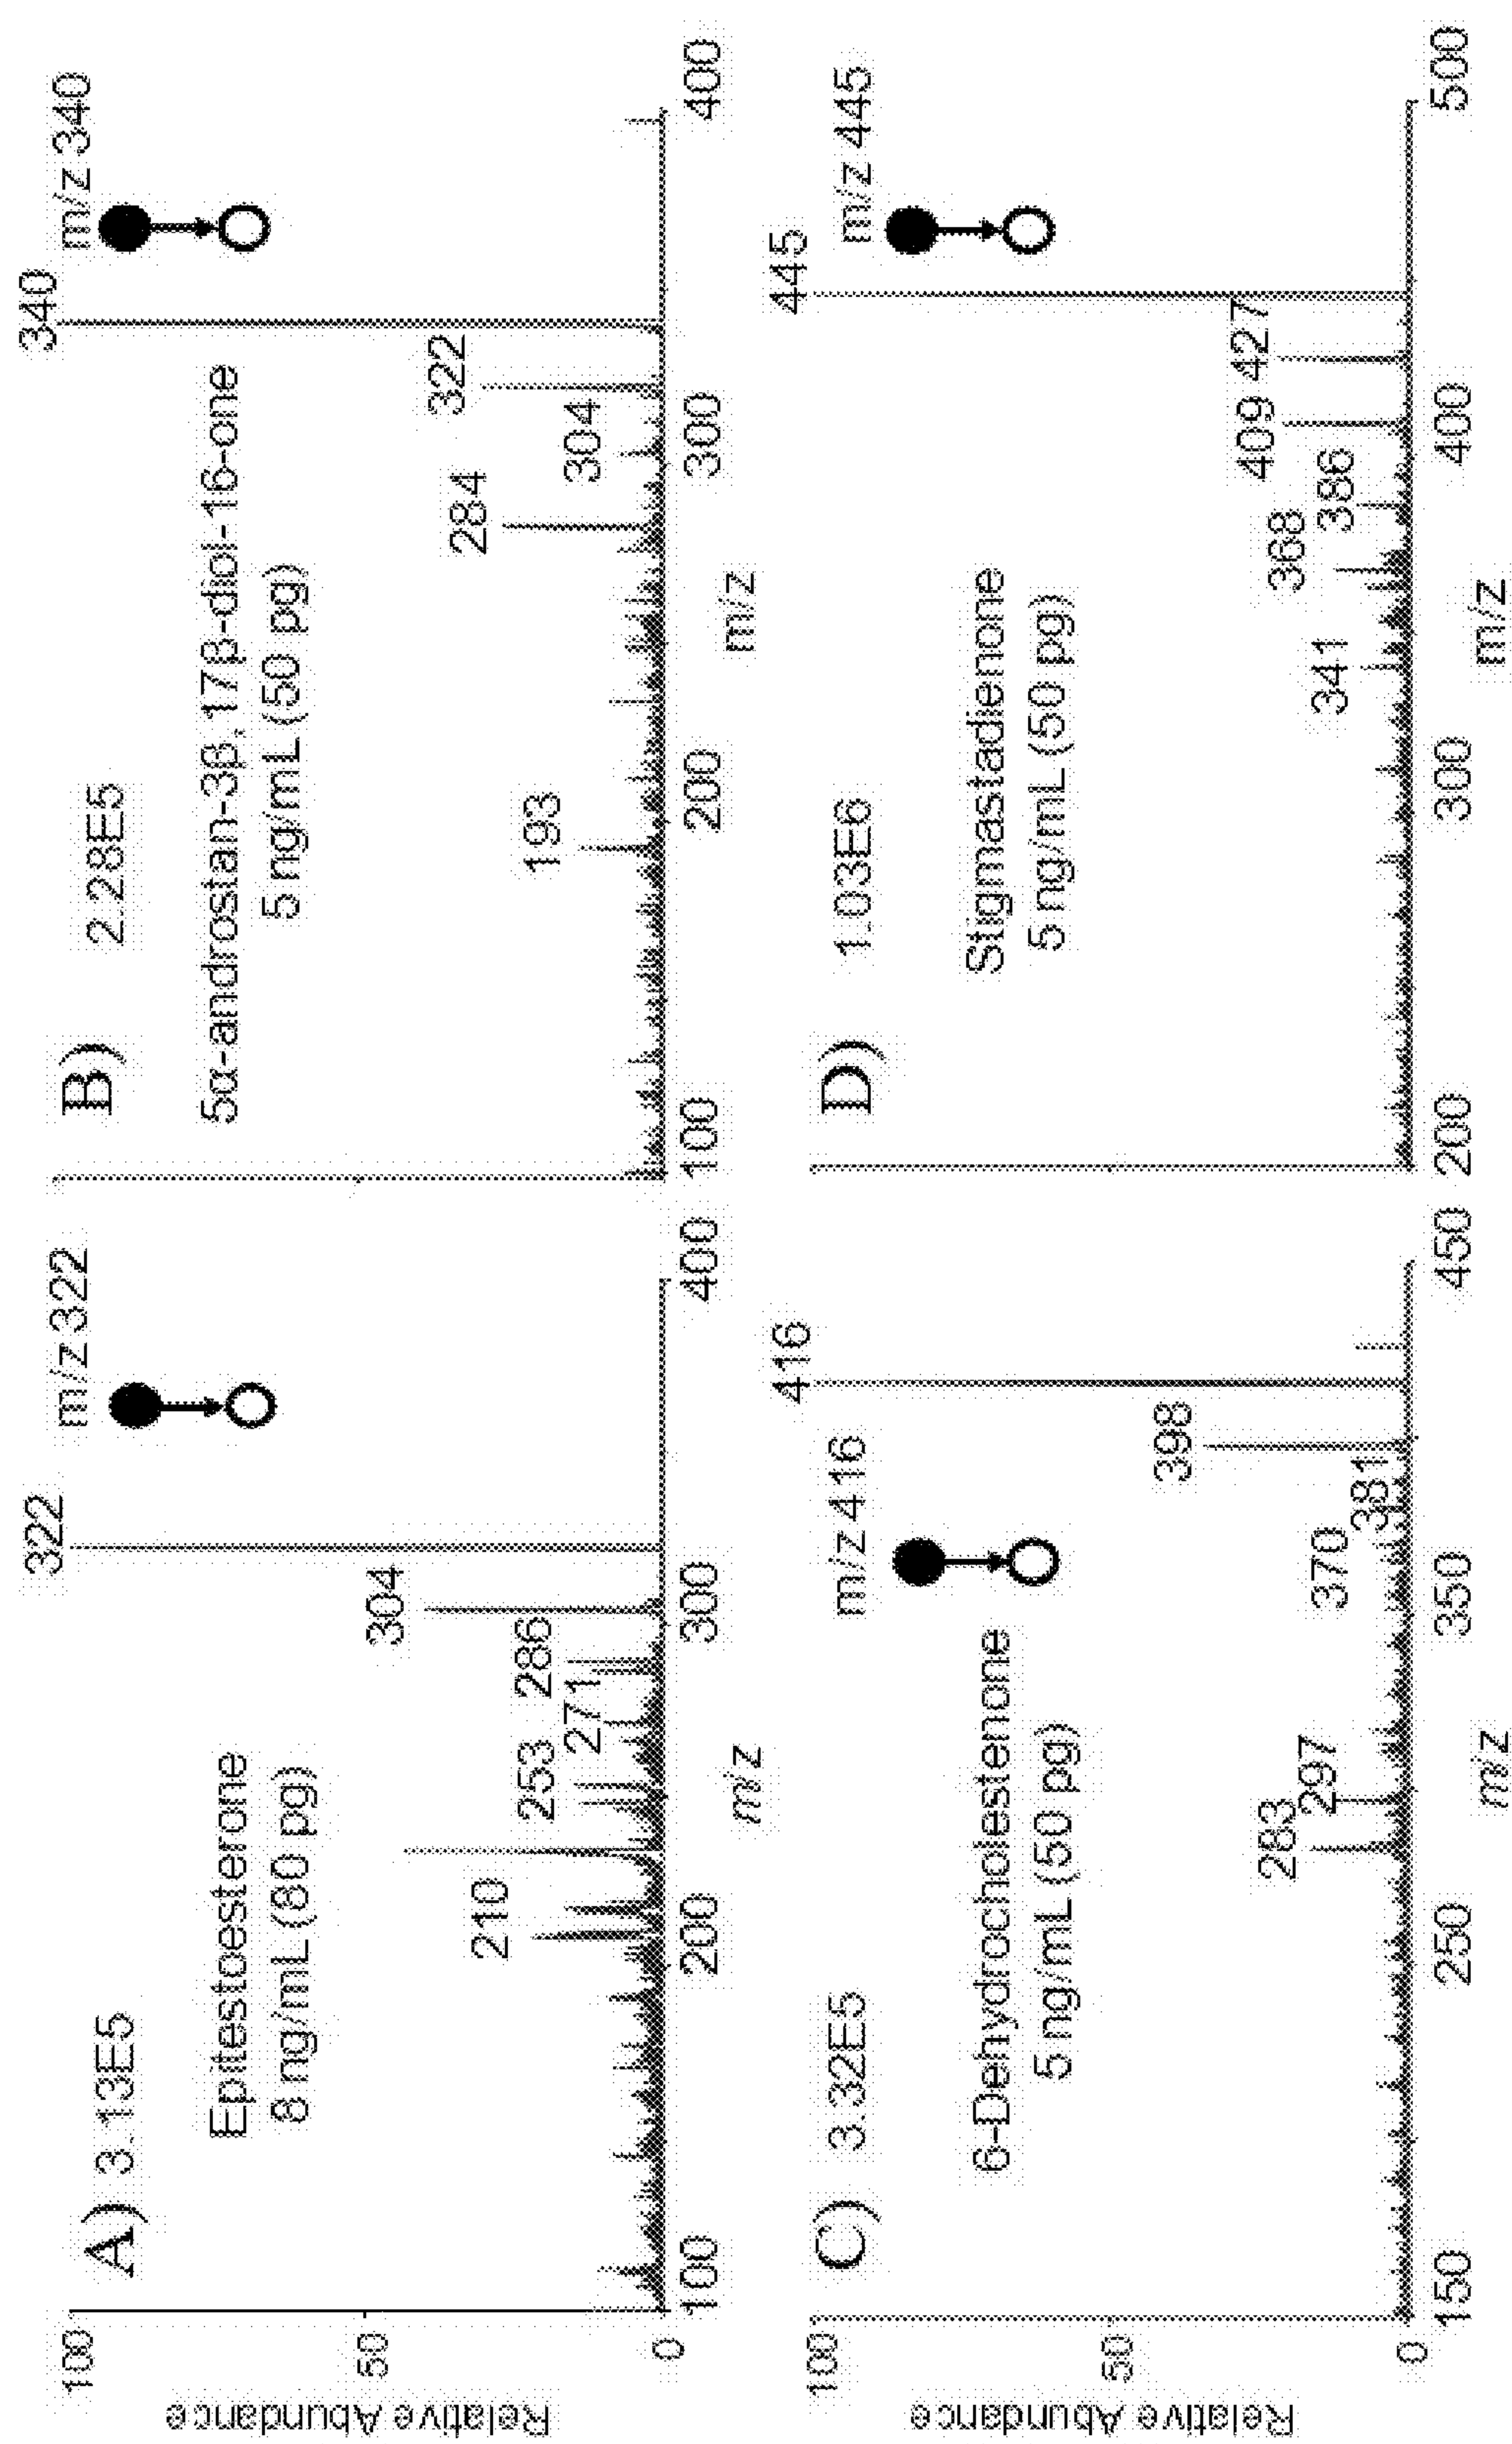 A) 3.13E5
m/z 322
322
Epitestoesterone
8 ng/mL (80 pg)
304
286
271
253
210
Relative Abundance
100
50
0
100
200
300
400
m/z
B) 2.28E5
m/z 340
340
5α-androstan-3β, 17β-diol-16-one
5 ng/mL (50 pg)
322
304
284
193
100
200
300
400
m/z
C) 3.32E5
m/z 416
416
6-Dehydrocholestenone
5 ng/mL (50 pg)
398
381
370
297
283
Relative Abundance
100
50
0
150
250
350
450
m/z
D) 1.03E6
m/z 445
445
Stigmastadienone
5 ng/mL (50 pg)
427
409
386
368
341
200
300
400
500
m/z